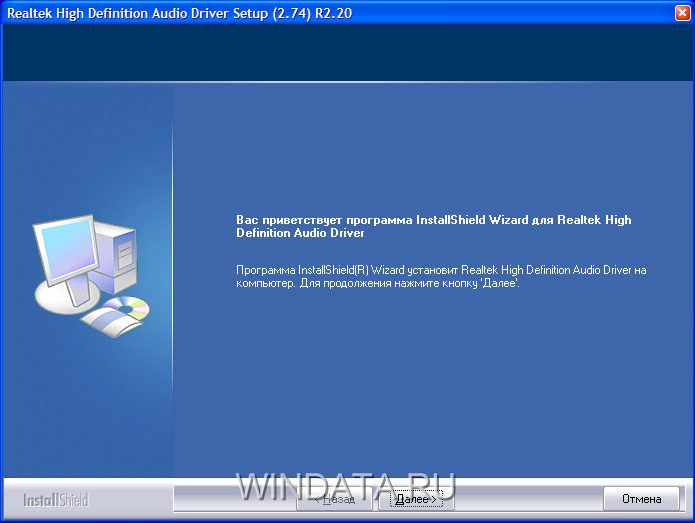 Realtek High Definition Audio Driver Setup (2.74) R2.20
Вас приветствует программа InstallShield Wizard для Realtek High
Definition Audio Driver
Программа InstallShield(R) Wizard установит Realtek High Definition Audio Driver на
компьютер. Для продолжения нажмите кнопку 'Далее'.
InstallShield
< Назад
Далее >
Отмена
WINDATA.RU